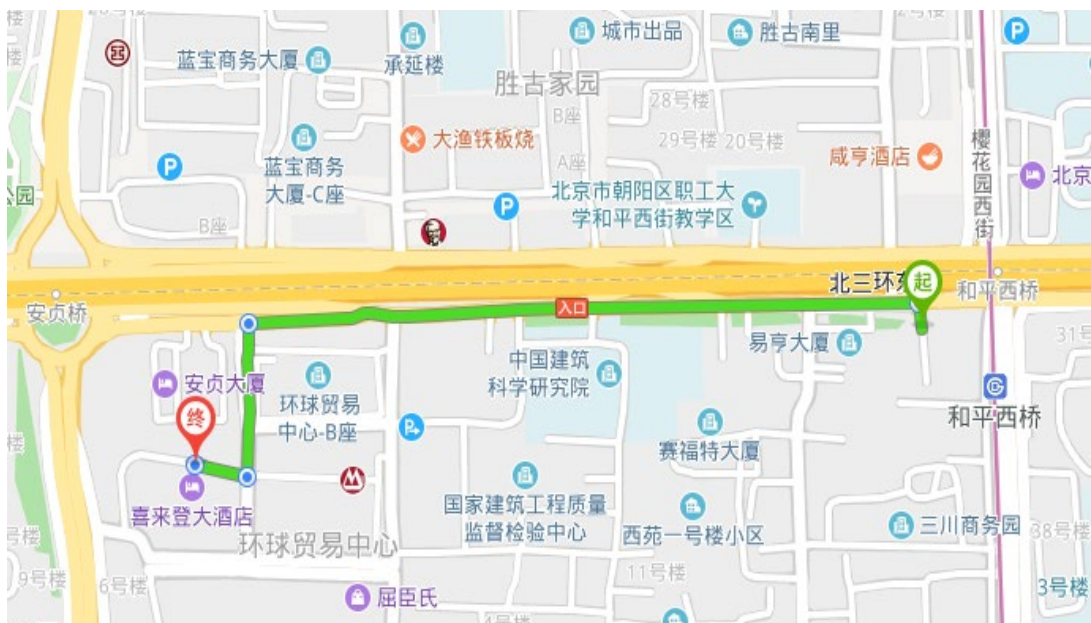 城市出品
胜古南里
P
蓝宝商务大厦
承延楼
胜古家园
28号楼
B座
大渔铁板烧
29号楼
20号楼
咸亨酒店
樱花园西街
P
蓝宝商务
大厦-C座
A座
北京
公园
P
北京市朝阳区职工大
学和平西街教学区
B座
北三环东
起
和平西桥
安贞桥
入口
31号
易亨大厦
中国建筑
科学研究院
安贞大厦
环球贸易
中心-B座
终
P
和平西桥
赛福特大厦
喜来登大酒店
国家建筑工程质量
监督检验中心
西苑一号楼小区
三川商务园
38号楼
环球贸易中心
号楼
9号楼
6号楼
11号楼
3号楼
屈臣氏